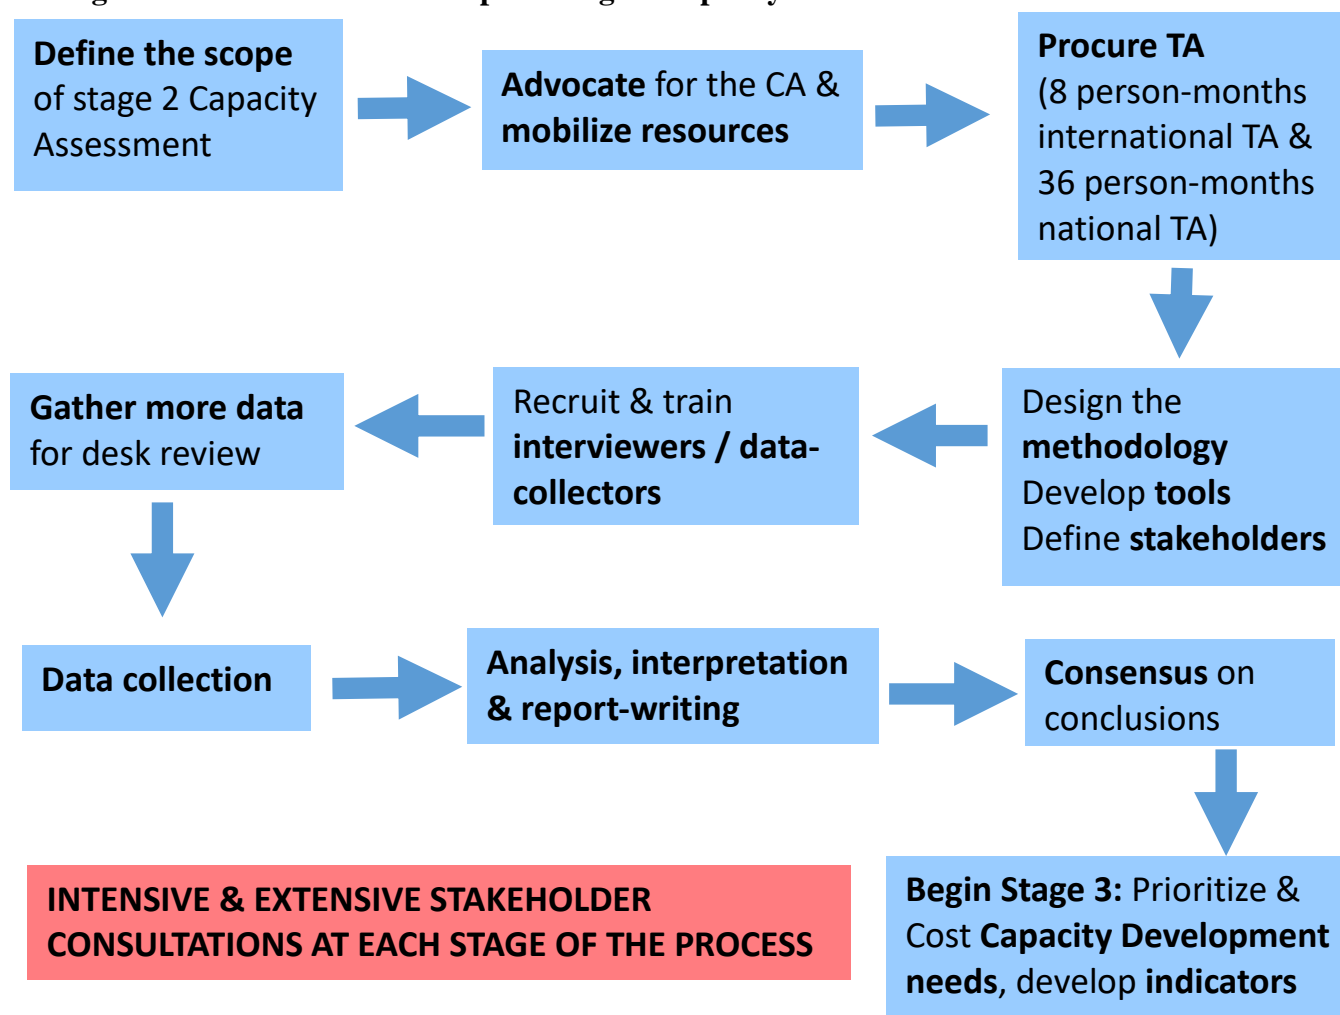 Define the scope
of stage 2 Capacity
Assessment
Advocate for the CA &
mobilize resources
Procure TA
(8 person-months
international TA &
36 person-months
national TA)
Design the
methodology
Develop tools
Define stakeholders
Recruit & train
interviewers / data-
collectors
Gather more data
for desk review
Data collection
Analysis, interpretation
& report-writing
Consensus on
conclusions
Begin Stage 3: Prioritize &
Cost Capacity Development
needs, develop indicators
INTENSIVE & EXTENSIVE STAKEHOLDER
CONSULTATIONS AT EACH STAGE OF THE PROCESS